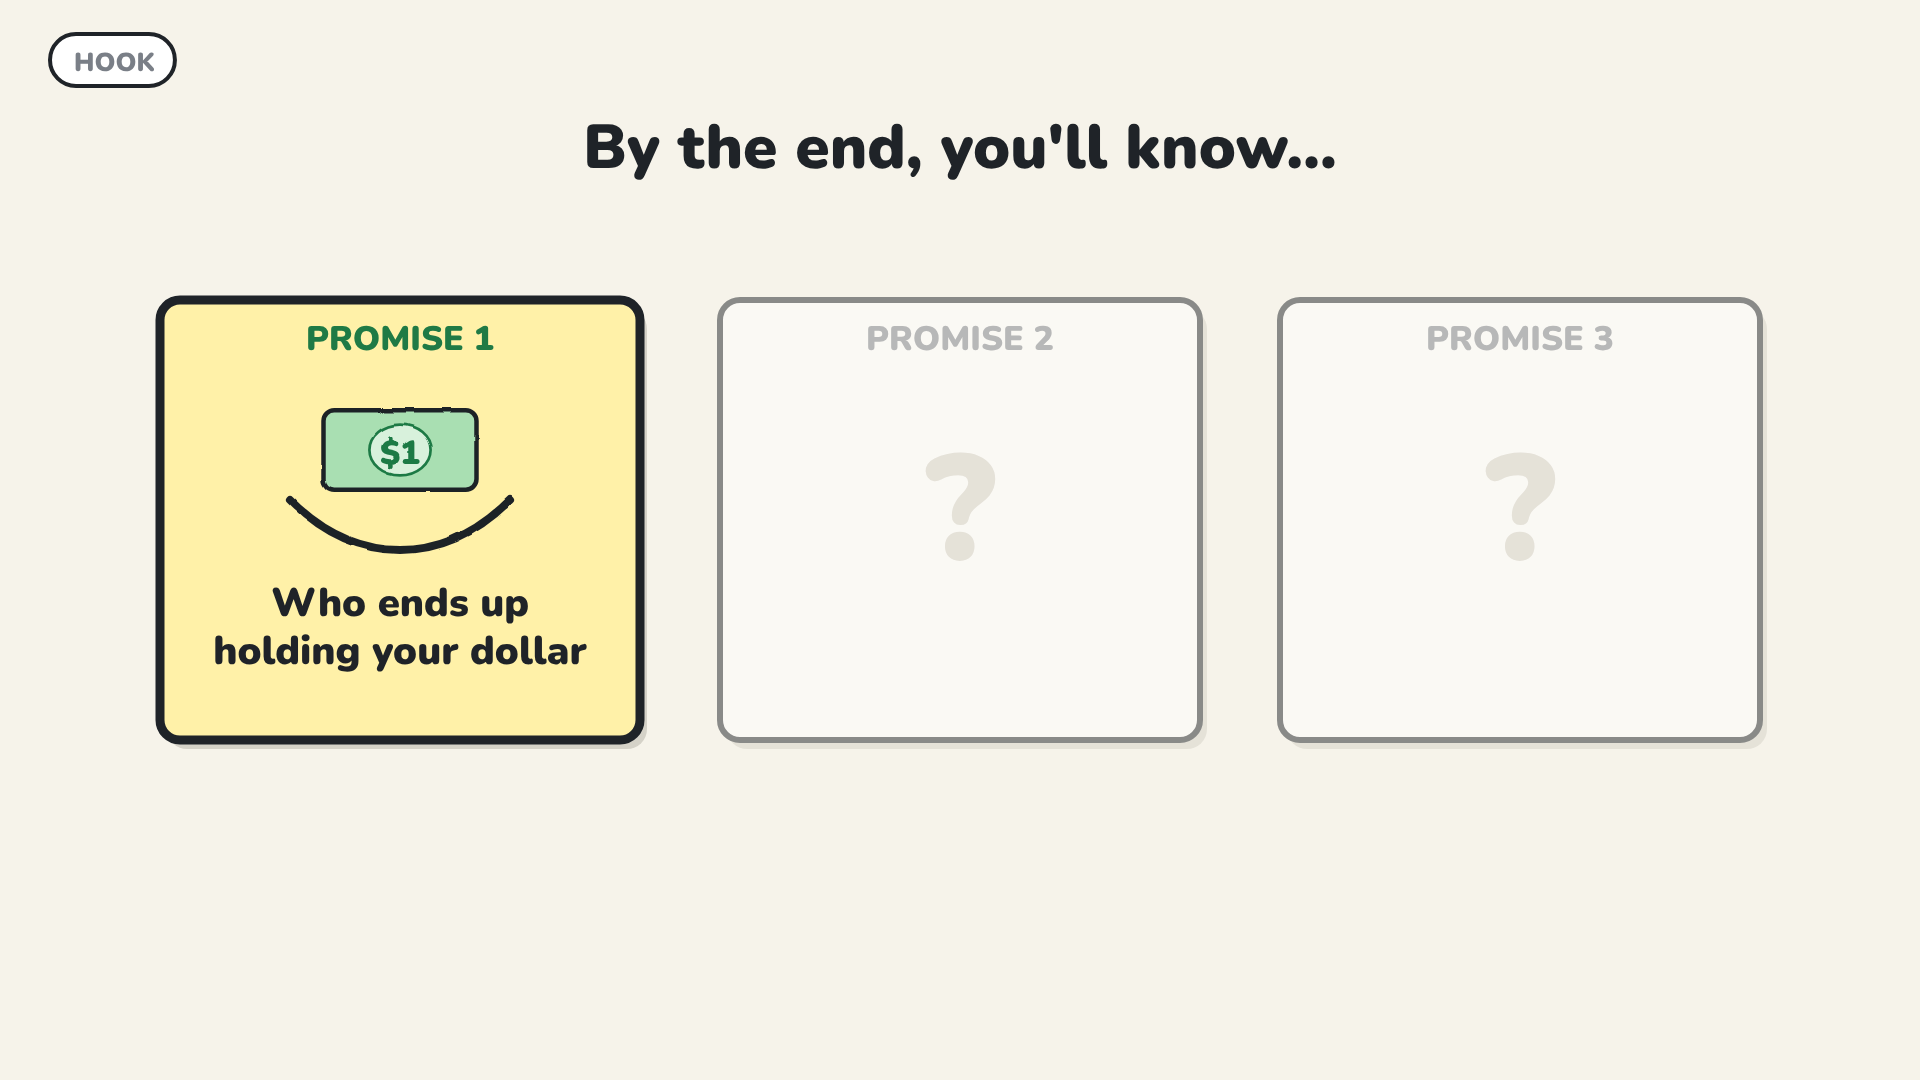 HOOK
By the end, you'll know...
PROMISE 1
$1
Who ends up
holding your dollar
PROMISE 2
?
PROMISE 3
?